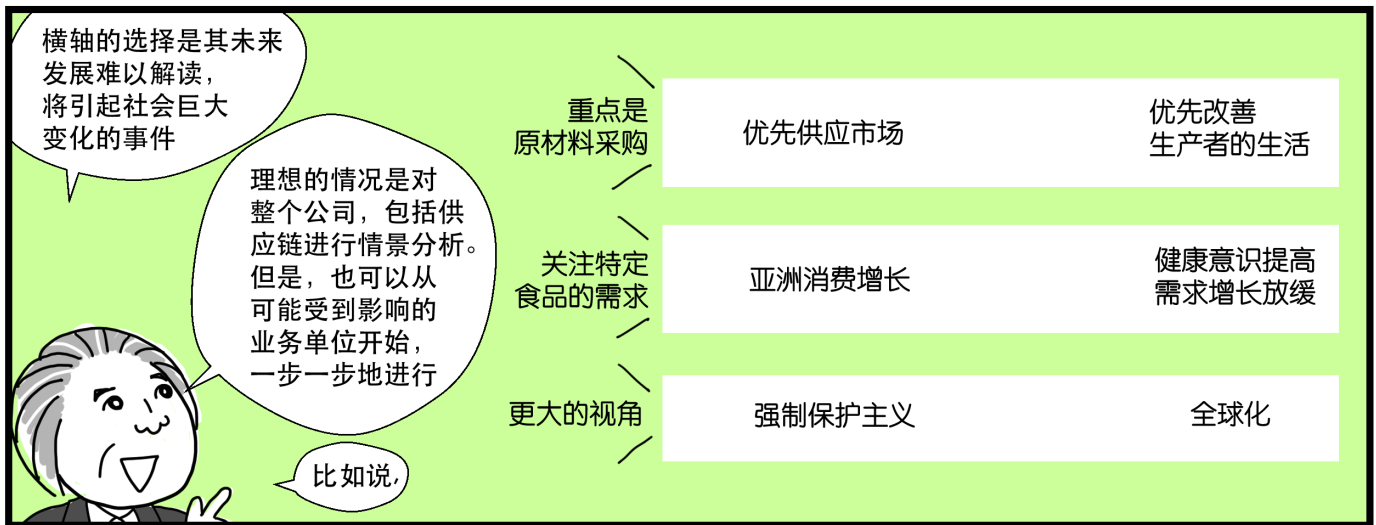 横轴的选择是其未来
发展难以解读，
将引起社会巨大
变化的事件
理想的情况是对
整个公司，包括供
应链进行情景分析。
但是，也可以从
可能受到影响的
业务单位开始，
一步一步地进行
比如说，
重点是
原材料采购
优先供应市场
优先改善
生产者的生活
关注特定
食品的需求
亚洲消费增长
健康意识提高
需求增长放缓
更大的视角
强制保护主义
全球化